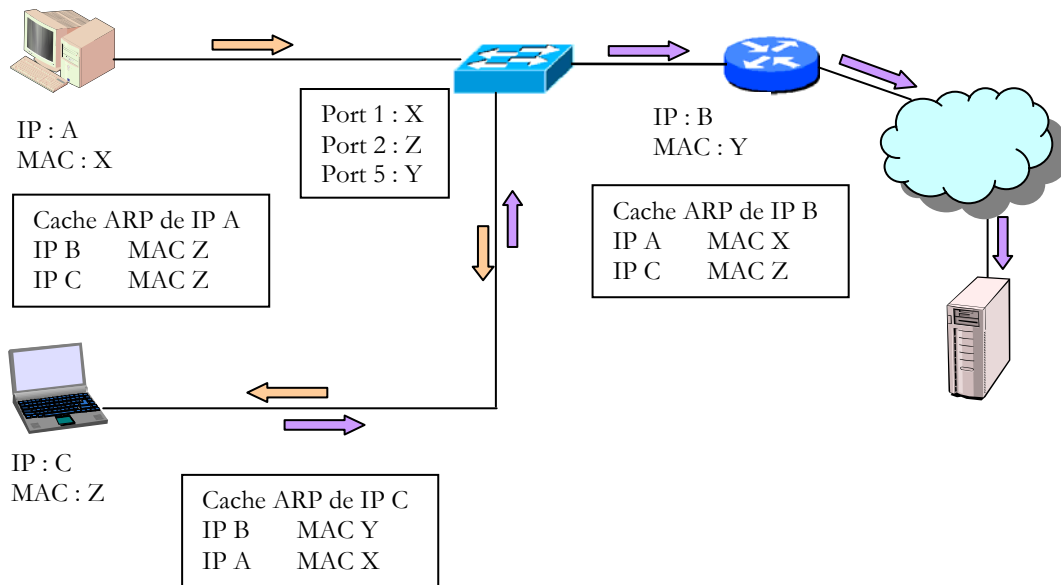 IP : A
MAC : X
Port 1 : X
Port 2 : Z
Port 5 : Y
IP : B
MAC : Y
Cache ARP de IP A
IP B MAC Z
IP C MAC Z
Cache ARP de IP B
IP A MAC X
IP C MAC Z
IP : C
MAC : Z
Cache ARP de IP C
IP B MAC Y
IP A MAC X